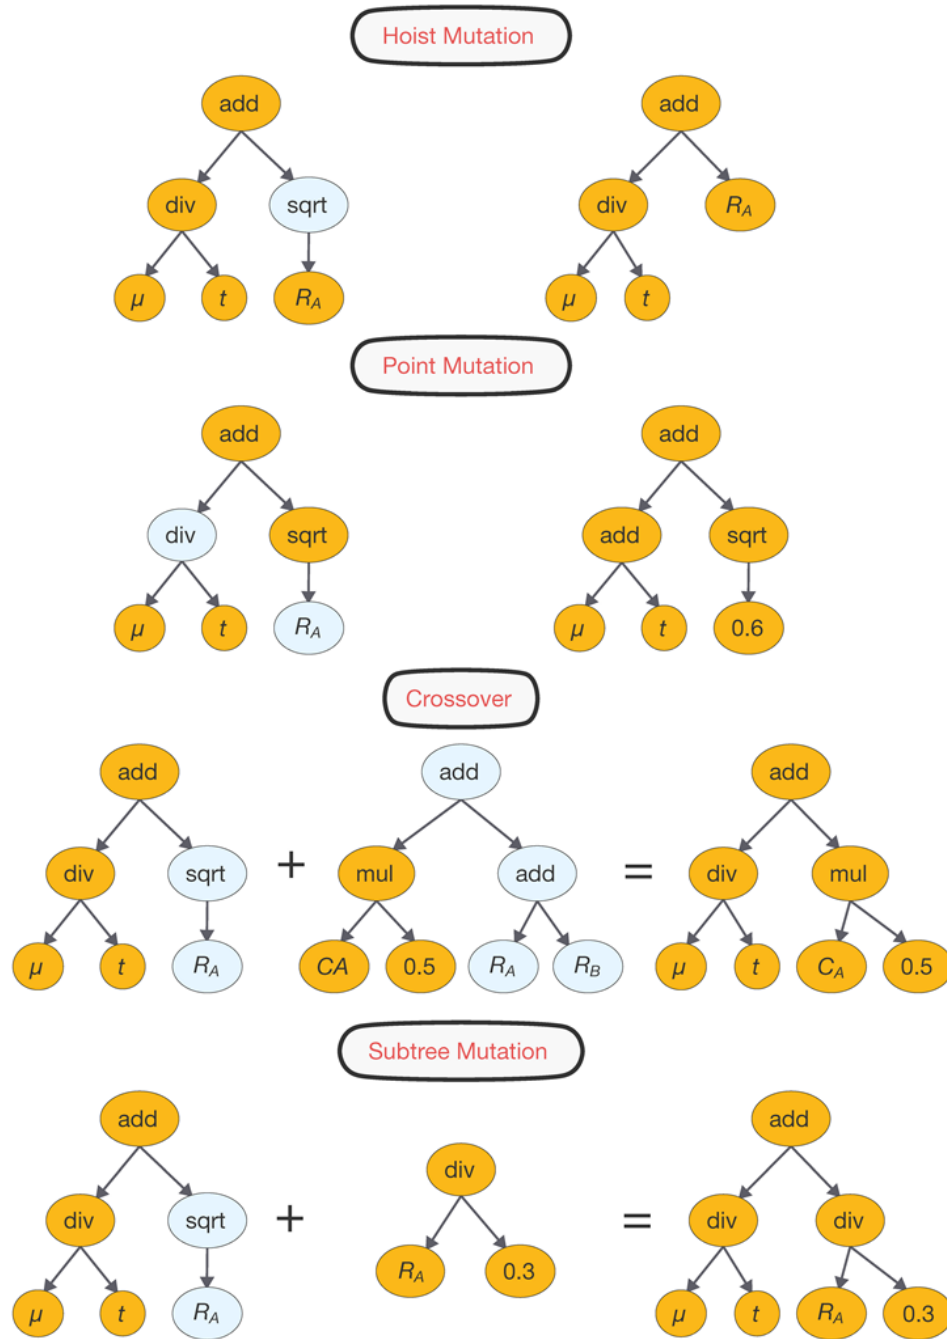 Hoist Mutation
add add
div sqrt div R_A
μ t R_A μ t
Point Mutation
add add
div sqrt add sqrt
μ t R_A μ t 0.6
Crossover
add add add
div sqrt + mul add = div mul
μ t R_A CA 0.5 R_A R_B μ t C_A 0.5
Subtree Mutation
add add
div
div sqrt + = div div
R_A 0.3
μ t R_A μ t R_A 0.3